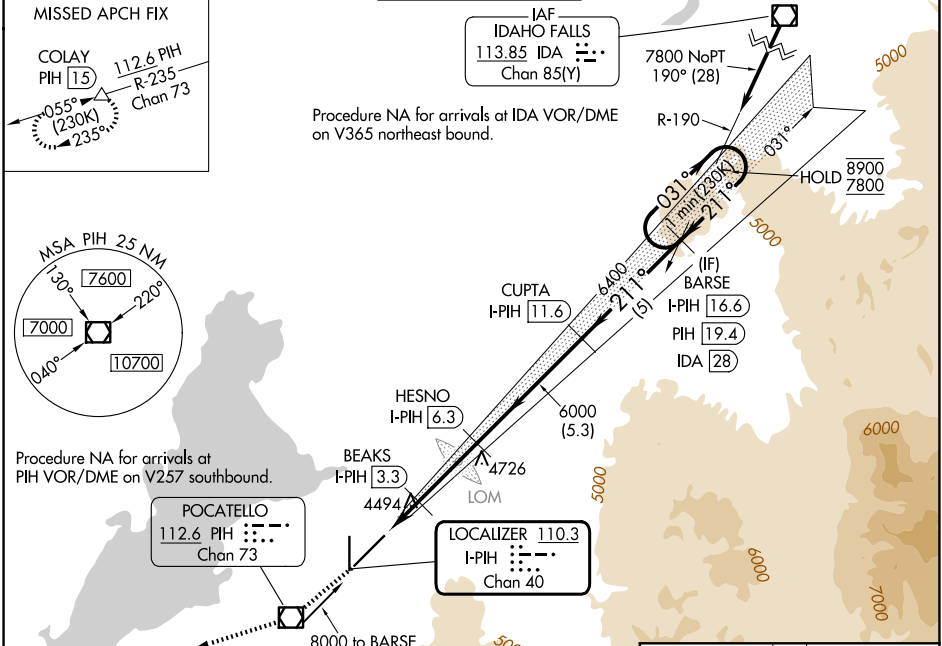 MISSED APCH FIX
COLAY
PIH 15
112.6 PIH
R-235
Chan 73
055°
(230K)
235°
IAF
IDAHO FALLS
113.85 IDA
Chan 85(Y)
7800 NoPT
190° (28)
R-190
5000
Procedure NA for arrivals at IDA VOR/DME
on V365 northeast bound.
031°
HOLD 8900
7800
031°
1 min (230K)
211°
5000
MSA PIH 25 NM
130°
7600
220°
7000
040°
10700
6400
211°
(5)
(IF)
BARSE
I-PIH 16.6
PIH 19.4
IDA 28
CUPTA
I-PIH 11.6
HESNO
I-PIH 6.3
6000
(5.3)
6000
Procedure NA for arrivals at
PIH VOR/DME on V257 southbound.
BEAKS
I-PIH 3.3
4726
4494
LOM
5000
POCATELLO
112.6 PIH
Chan 73
LOCALIZER 110.3
I-PIH
Chan 40
6000
7000
8000 to BARSE